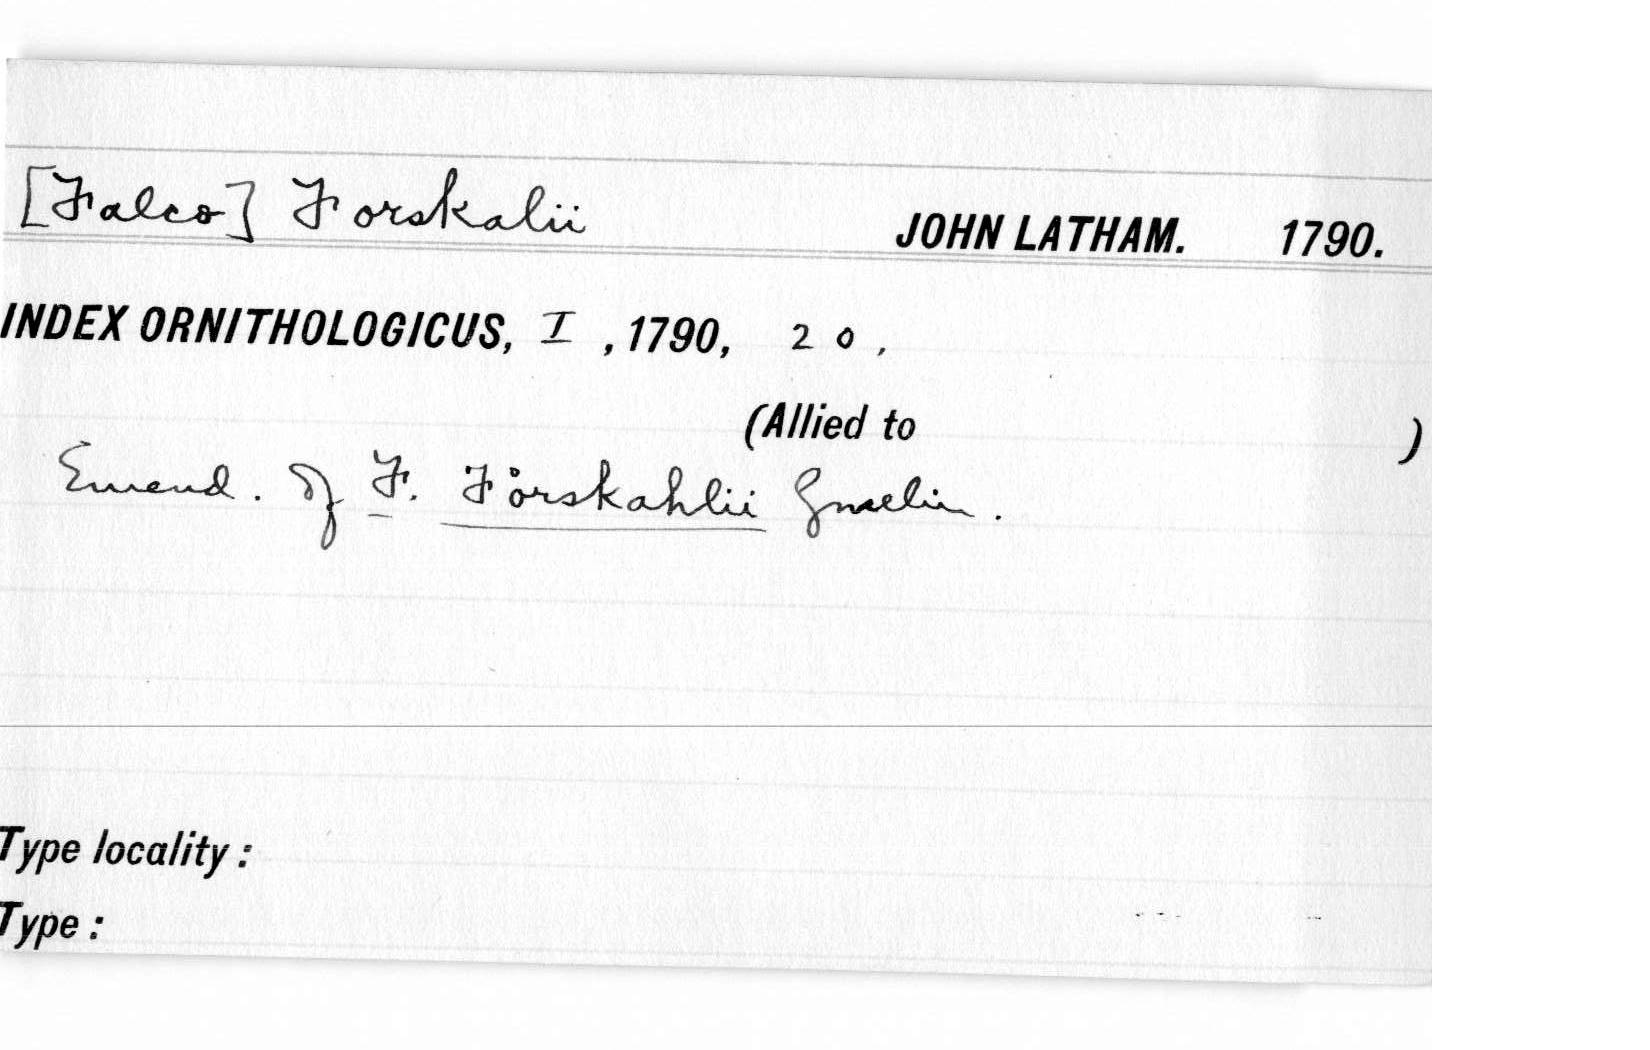 [Falco] Forskalii JOHN LATHAM. 1790.
INDEX ORNITHOLOGICUS, I , 1790, 20,
(Allied to )
Emend. of F. Förskahlii Gmelin.
Type locality :
Type :